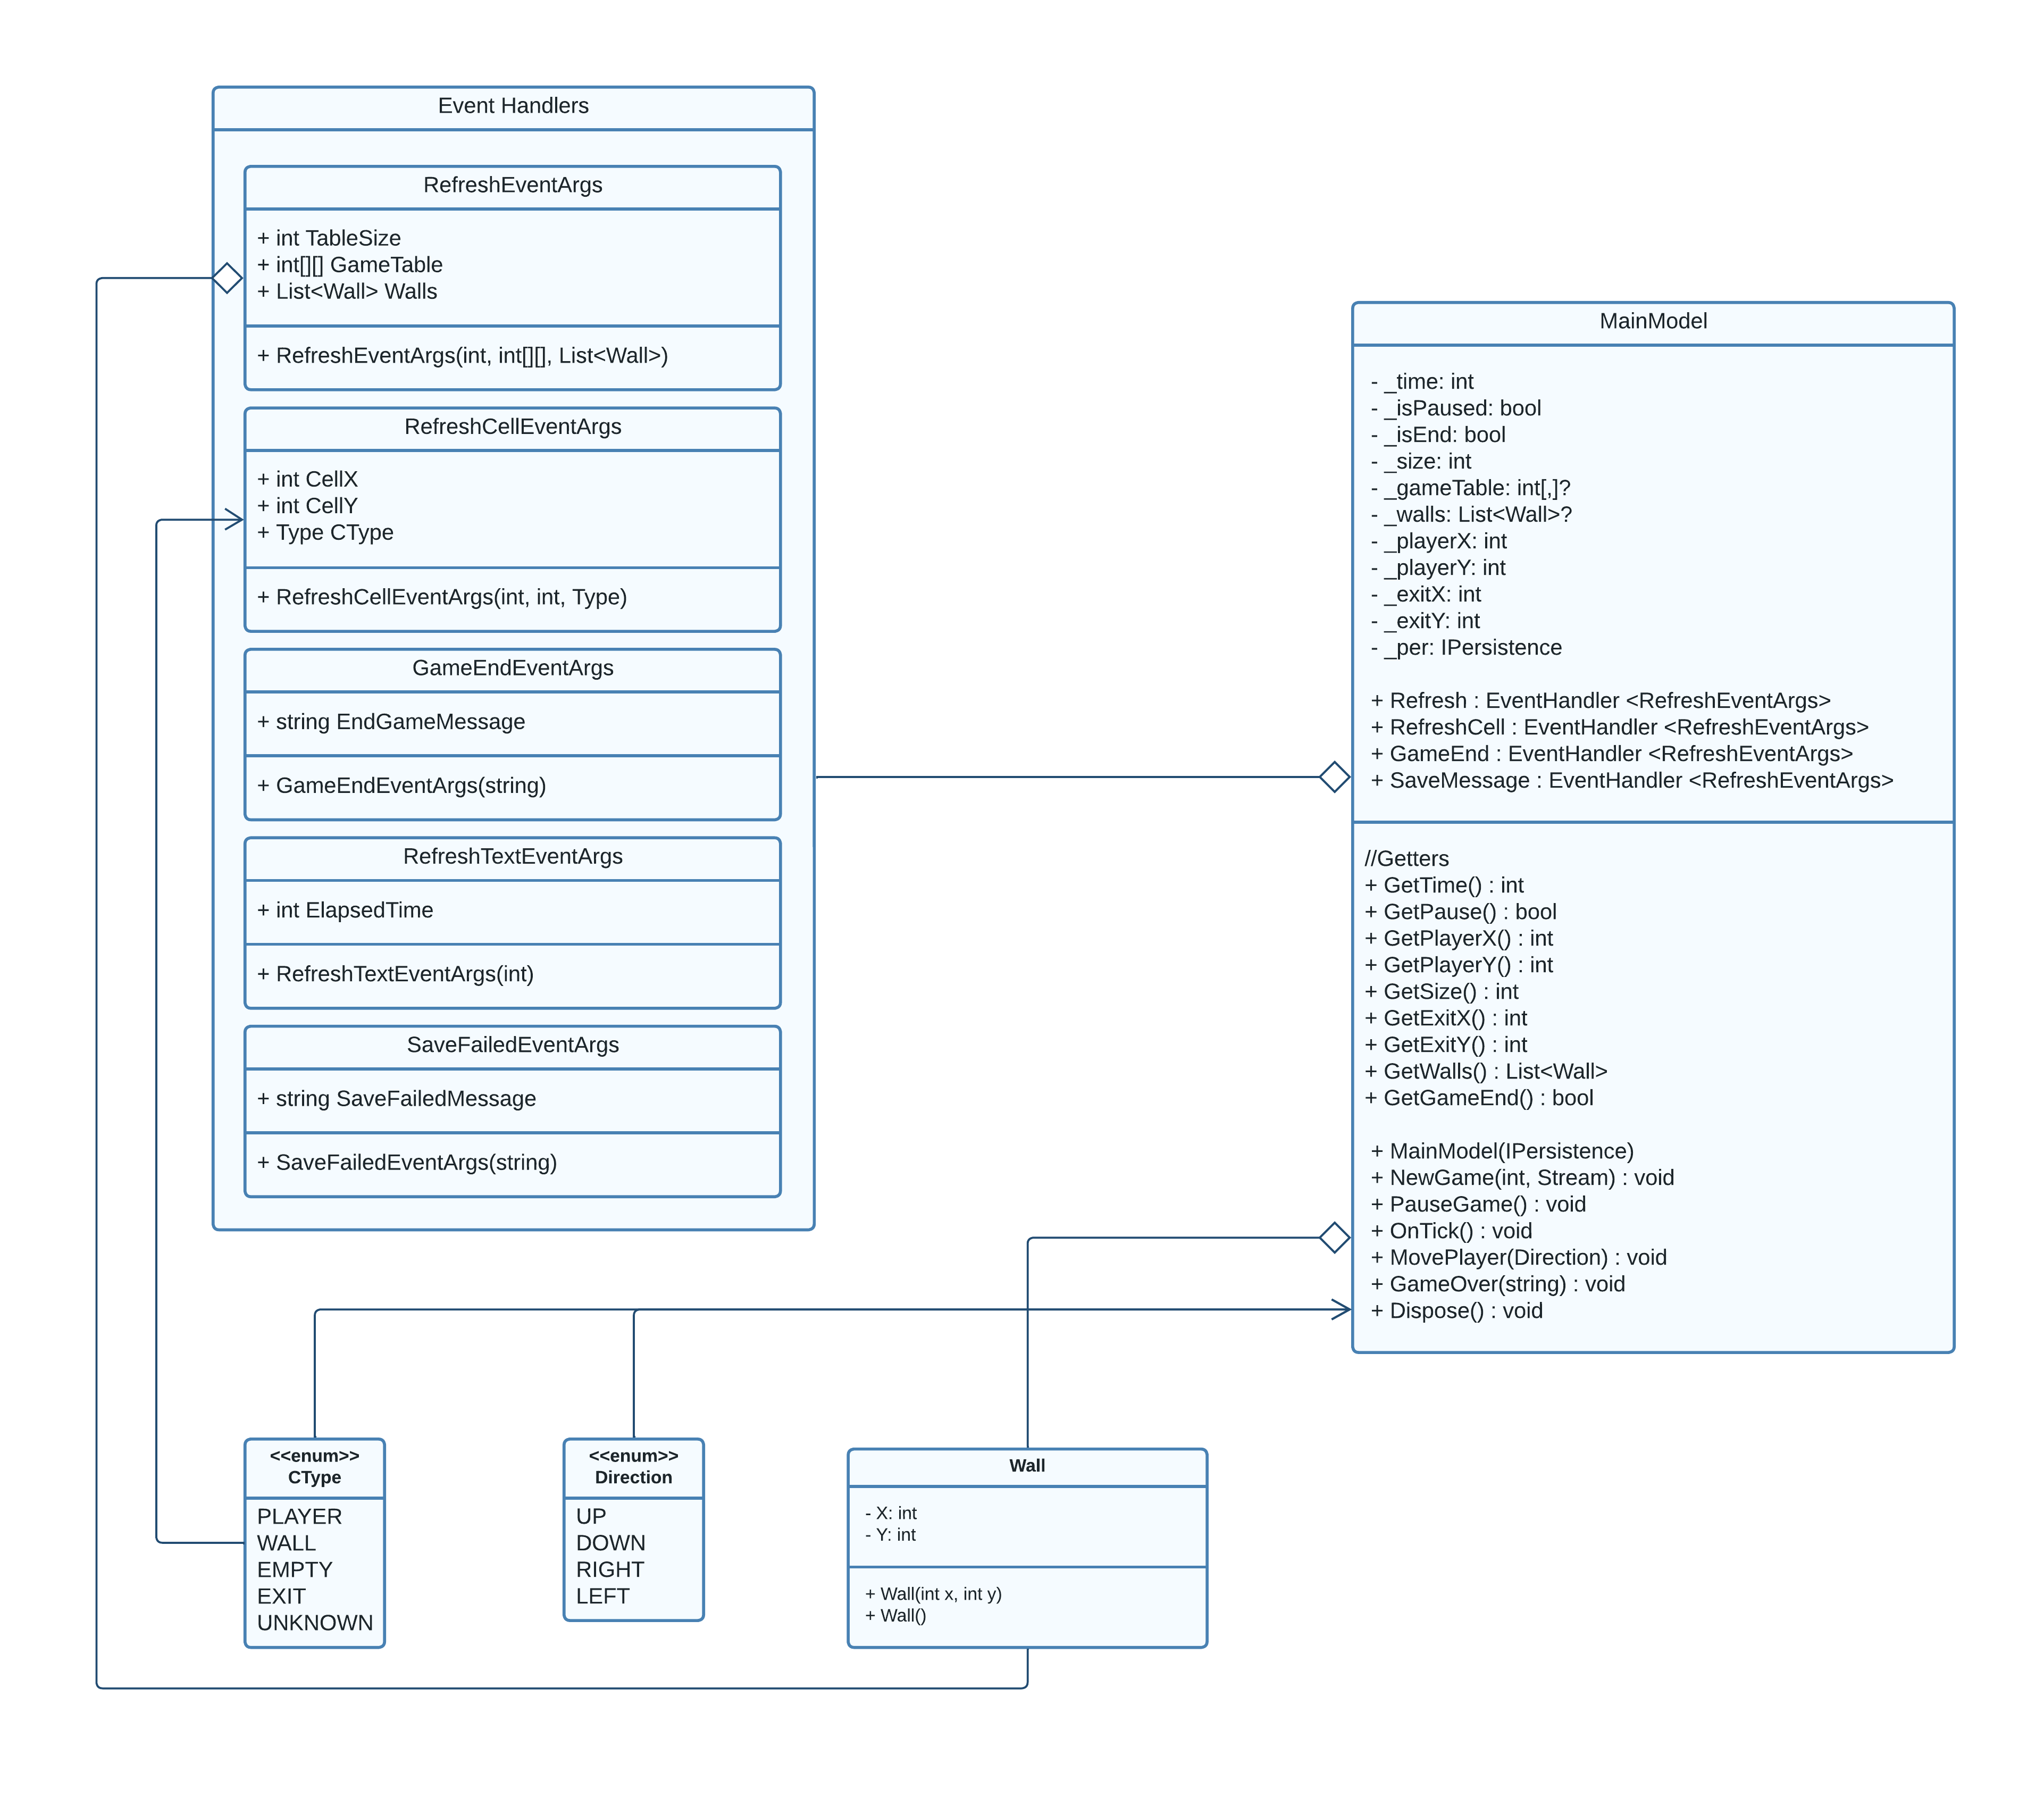 Event Handlers
RefreshEventArgs
+ int TableSize
+ int[][] GameTable
+ List<Wall> Walls
+ RefreshEventArgs(int, int[][], List<Wall>)
RefreshCellEventArgs
+ int CellX
+ int CellY
+ Type CType
+ RefreshCellEventArgs(int, int, Type)
GameEndEventArgs
+ string EndGameMessage
+ GameEndEventArgs(string)
RefreshTextEventArgs
+ int ElapsedTime
+ RefreshTextEventArgs(int)
SaveFailedEventArgs
+ string SaveFailedMessage
+ SaveFailedEventArgs(string)
MainModel
- _time: int
- _isPaused: bool
- _isEnd: bool
- _size: int
- _gameTable: int[,]?
- _walls: List<Wall>?
- _playerX: int
- _playerY: int
- _exitX: int
- _exitY: int
- _per: IPersistence
+ Refresh : EventHandler <RefreshEventArgs>
+ RefreshCell : EventHandler <RefreshEventArgs>
+ GameEnd : EventHandler <RefreshEventArgs>
+ SaveMessage : EventHandler <RefreshEventArgs>
//Getters
+ GetTime() : int
+ GetPause() : bool
+ GetPlayerX() : int
+ GetPlayerY() : int
+ GetSize() : int
+ GetExitX() : int
+ GetExitY() : int
+ GetWalls() : List<Wall>
+ GetGameEnd() : bool
+ MainModel(IPersistence)
+ NewGame(int, Stream) : void
+ PauseGame() : void
+ OnTick() : void
+ MovePlayer(Direction) : void
+ GameOver(string) : void
+ Dispose() : void
<<enum>>
CType
PLAYER
WALL
EMPTY
EXIT
UNKNOWN
<<enum>>
Direction
UP
DOWN
RIGHT
LEFT
Wall
- X: int
- Y: int
+ Wall(int x, int y)
+ Wall()